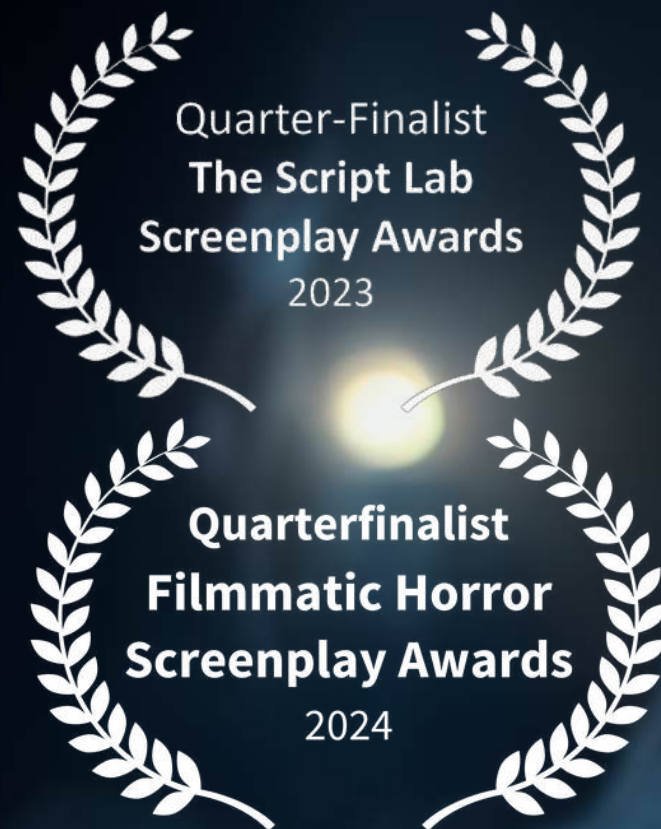 Quarter-Finalist
The Script Lab
Screenplay Awards
2023
Quarterfinalist
Filmmatic Horror
Screenplay Awards
2024